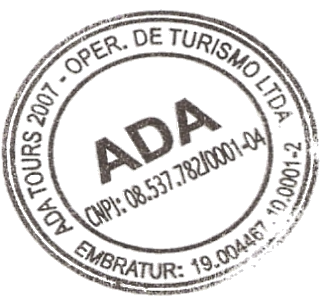 ADA TOURS 2007 - OPER. DE TURISMO LTDA
ADA
CNPJ: 08.537.782/0001-04
EMBRATUR: 19.004467.10.0001-2